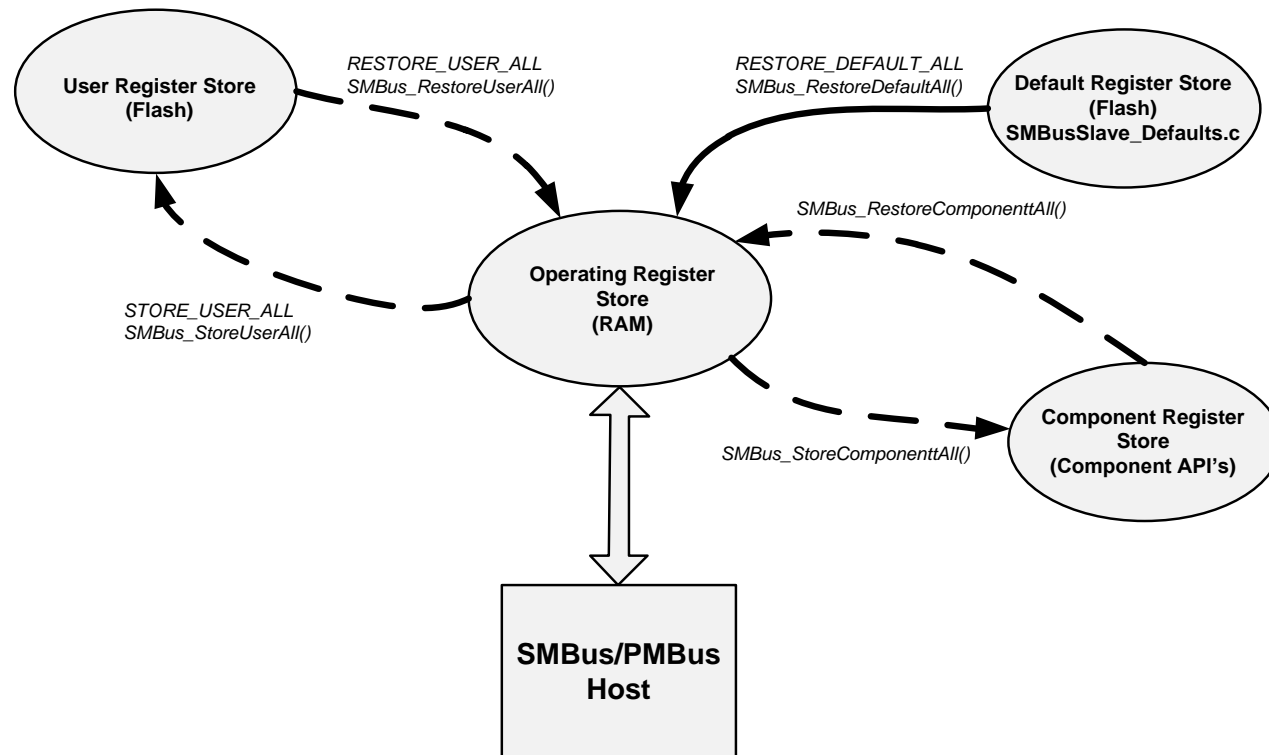 User Register Store
(Flash)
RESTORE_USER_ALL
SMBus_RestoreUserAll()
RESTORE_DEFAULT_ALL
SMBus_RestoreDefaultAll()
Default Register Store
(Flash)
SMBusSlave_Defaults.c
SMBus_RestoreComponenttAll()
Operating Register
Store
(RAM)
STORE_USER_ALL
SMBus_StoreUserAll()
Component Register
Store
(Component API's)
SMBus_StoreComponenttAll()
SMBus/PMBus
Host